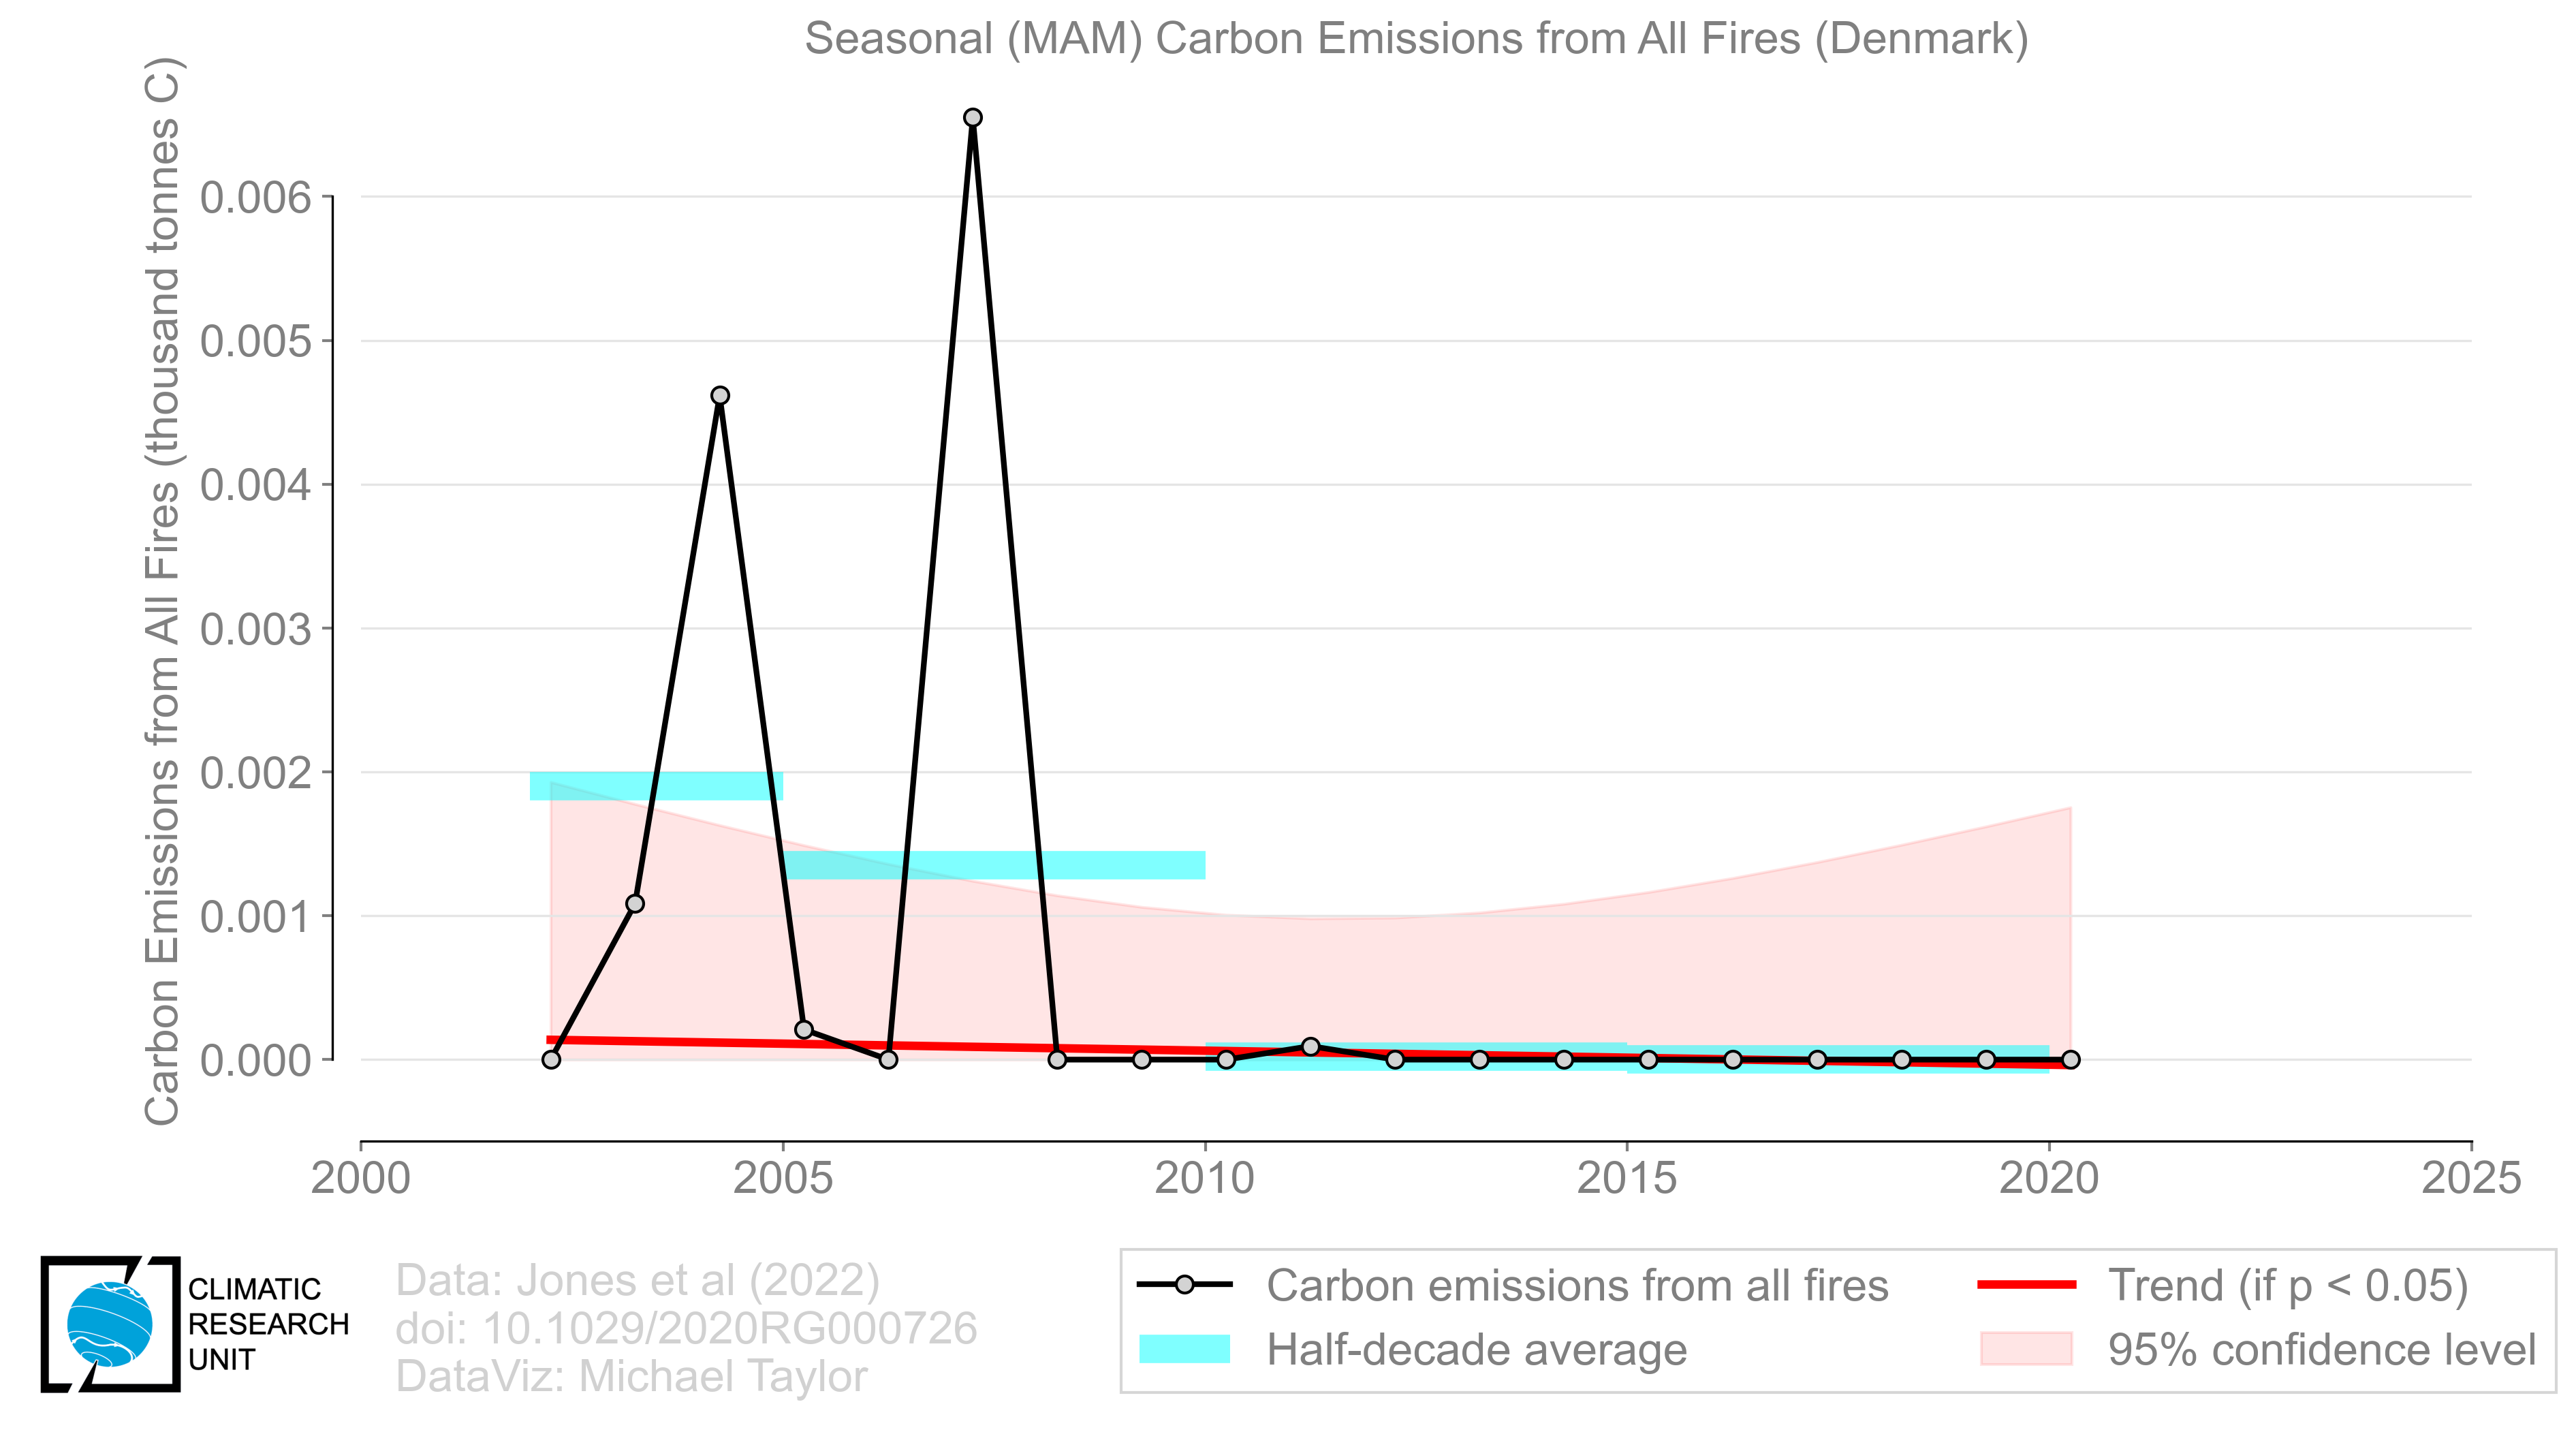 Seasonal (MAM) Carbon Emissions from All Fires (Denmark)
Carbon Emissions from All Fires (thousand tonnes C)
0.006
0.005
0.004
0.003
0.002
0.001
0.000
2000 2005 2010 2015 2020 2025
CLIMATIC
RESEARCH
UNIT
Data: Jones et al (2022)
doi: 10.1029/2020RG000726
DataViz: Michael Taylor
Carbon emissions from all fires
Half-decade average
Trend (if p < 0.05)
95% confidence level